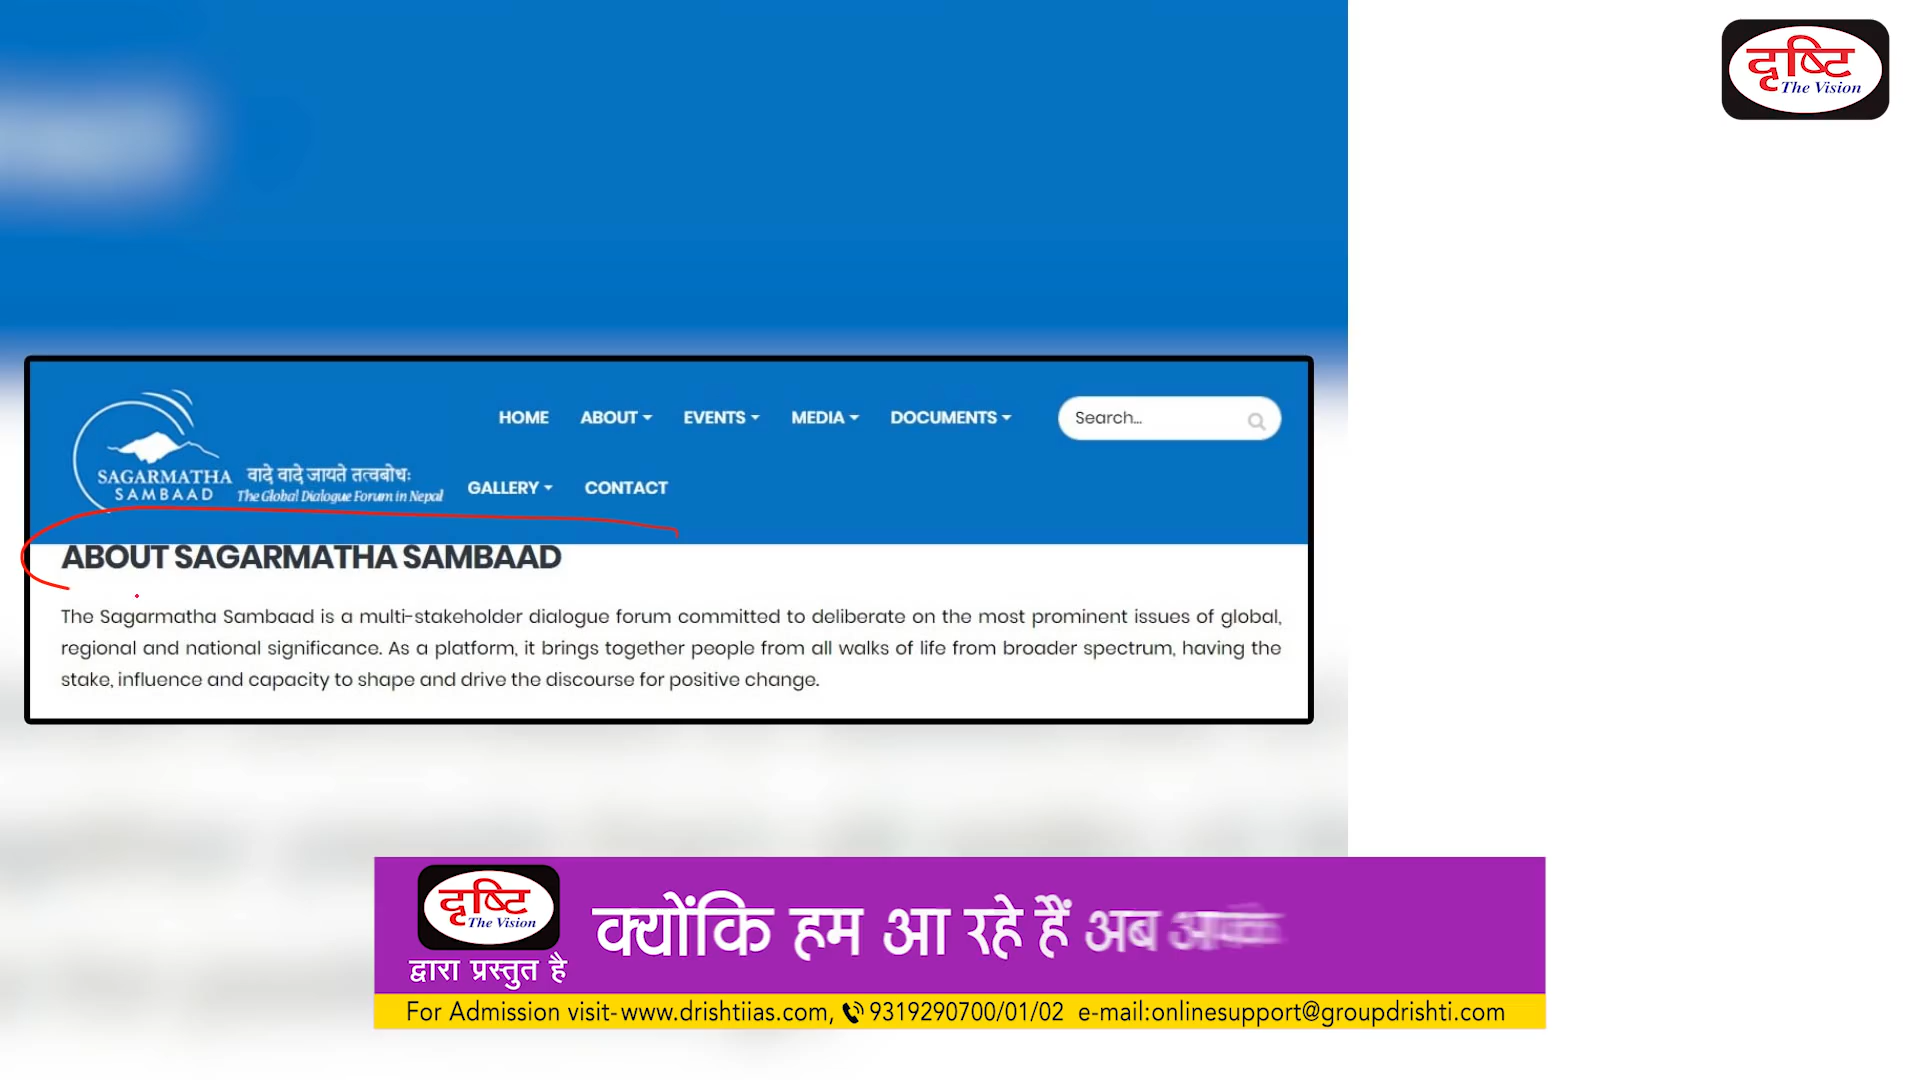 दृष्टि
The Vision
HOME ABOUT EVENTS MEDIA DOCUMENTS Search...
SAGARMATHA
SAMBAAD
वादे वादे जायते तत्वबोधः
The Global Dialogue Forum in Nepal
GALLERY CONTACT
ABOUT SAGARMATHA SAMBAAD
The Sagarmatha Sambaad is a multi-stakeholder dialogue forum committed to deliberate on the most prominent issues of global,
regional and national significance. As a platform, it brings together people from all walks of life from broader spectrum, having the
stake, influence and capacity to shape and drive the discourse for positive change.
दृष्टि
The Vision
द्वारा प्रस्तुत है
क्योंकि हम आ रहे हैं अब
For Admission visit-www.drishtiias.com, 9319290700/01/02 e-mail:onlinesupport@groupdrishti.com